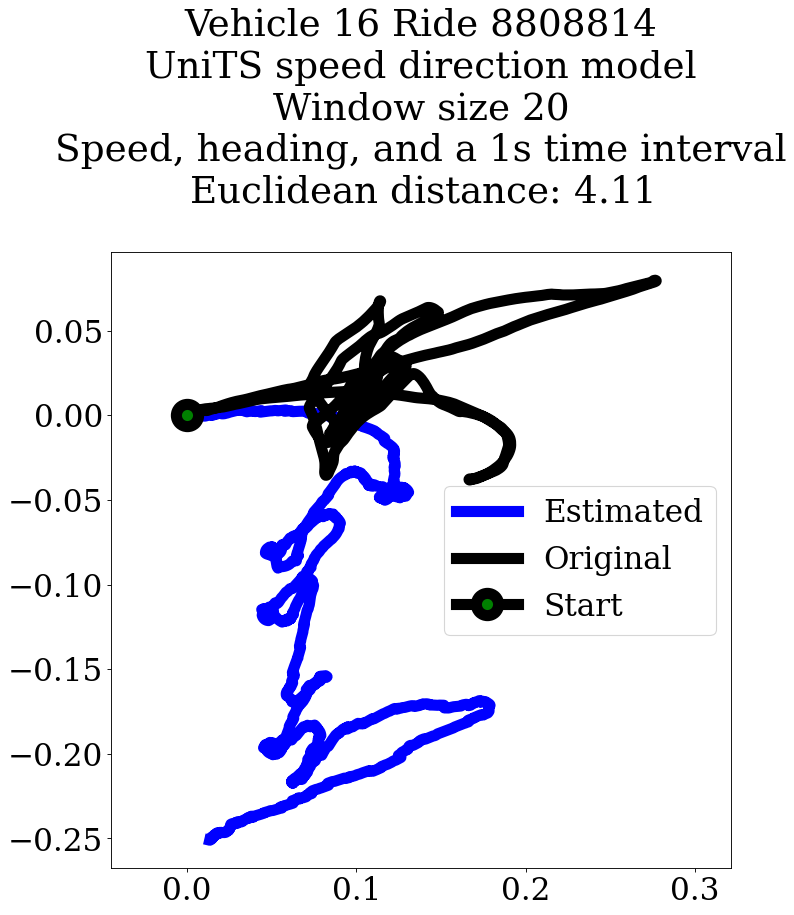 Vehicle 16 Ride 8808814
UniTS speed direction model
Window size 20
Speed, heading, and a 1s time interval
Euclidean distance: 4.11
0.05
0.00
−0.05
−0.10
−0.15
−0.20
−0.25
Estimated
Original
Start
0.0 0.1 0.2 0.3